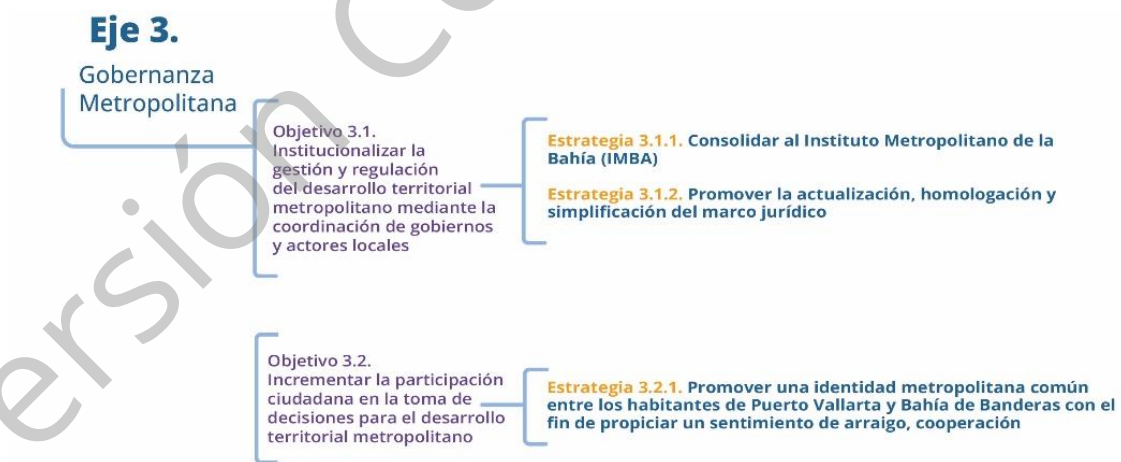 Eje 3.
Gobernanza
Metropolitana
Objetivo 3.1.
Institucionalizar la
gestión y regulación
del desarrollo territorial
metropolitano mediante la
coordinación de gobiernos
y actores locales
Estrategia 3.1.1. Consolidar al Instituto Metropolitano de la
Bahía (IMBA)
Estrategia 3.1.2. Promover la actualización, homologación y
simplificación del marco jurídico
Objetivo 3.2.
Incrementar la participación
ciudadana en la toma de
decisiones para el desarrollo
territorial metropolitano
Estrategia 3.2.1. Promover una identidad metropolitana común
entre los habitantes de Puerto Vallarta y Bahía de Banderas con el
fin de propiciar un sentimiento de arraigo, cooperación
ersión